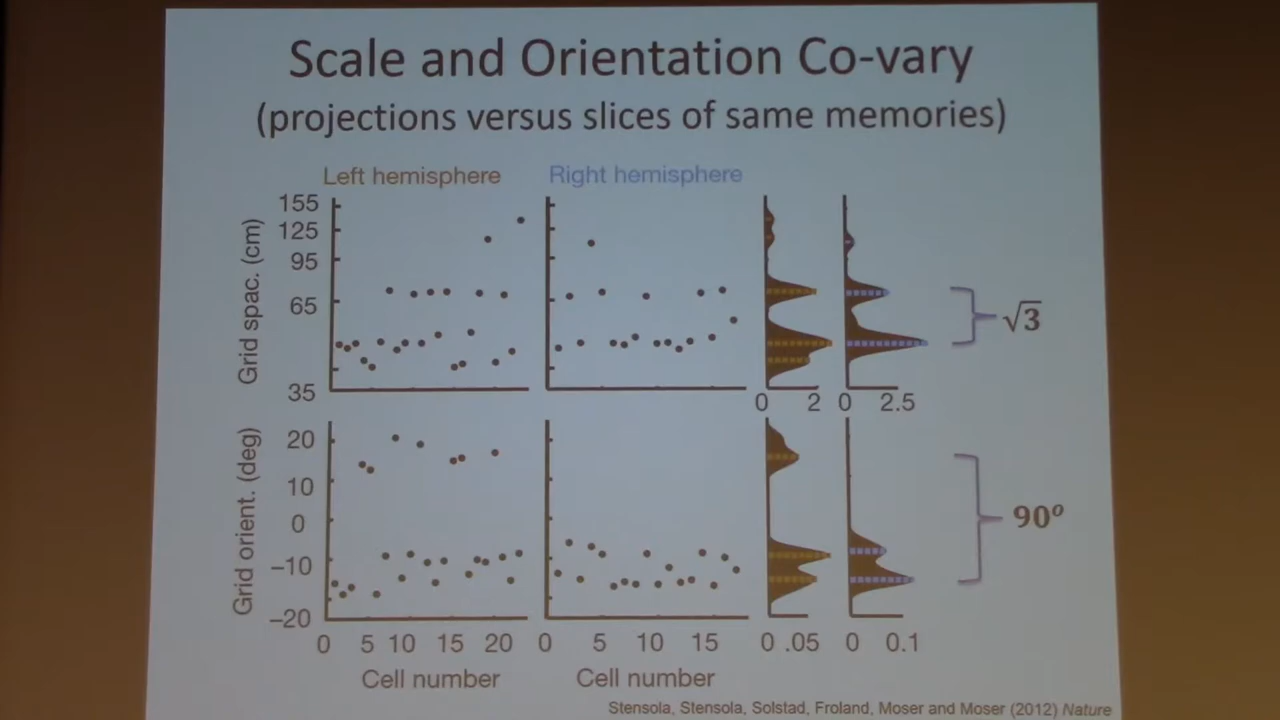 Scale and Orientation Co-vary
(projections versus slices of same memories)
Left hemisphere
Right hemisphere
Grid spac. (cm)
155
125
95
65
35
0 2
0 2.5
√3
Grid orient. (deg)
20
10
0
−10
−20
0 5 10 15 20
0 5 10 15
0 .05
0 0.1
90º
Cell number
Cell number
Stensola, Stensola, Solstad, Froland, Moser and Moser (2012) Nature